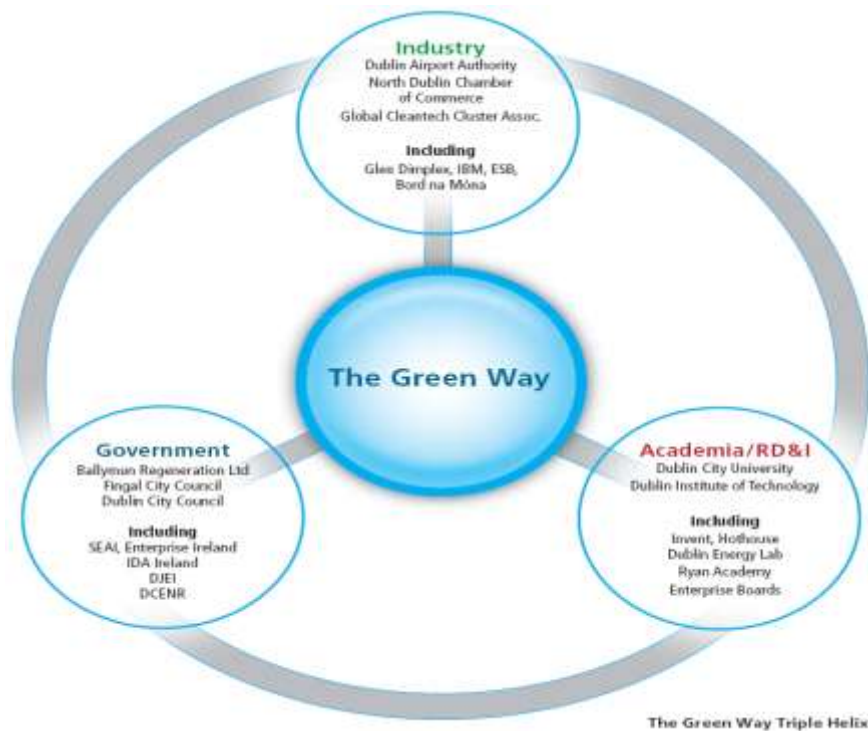 Industry
Dublin Airport Authority
North Dublin Chamber
of Commerce
Global Cleantech Cluster Assoc.
Including
Glen Dimplex, IBM, ESB,
Bord na Móna
The Green Way
Government
Ballymun Regeneration Ltd
Fingal City Council
Dublin City Council
Including
SEAI, Enterprise Ireland
IDA Ireland
DJEI
DCENR
Academia/RD&I
Dublin City University
Dublin Institute of Technology
Including
Invent, Hothouse
Dublin Energy Lab
Ryan Academy
Enterprise Boards
The Green Way Triple Helix